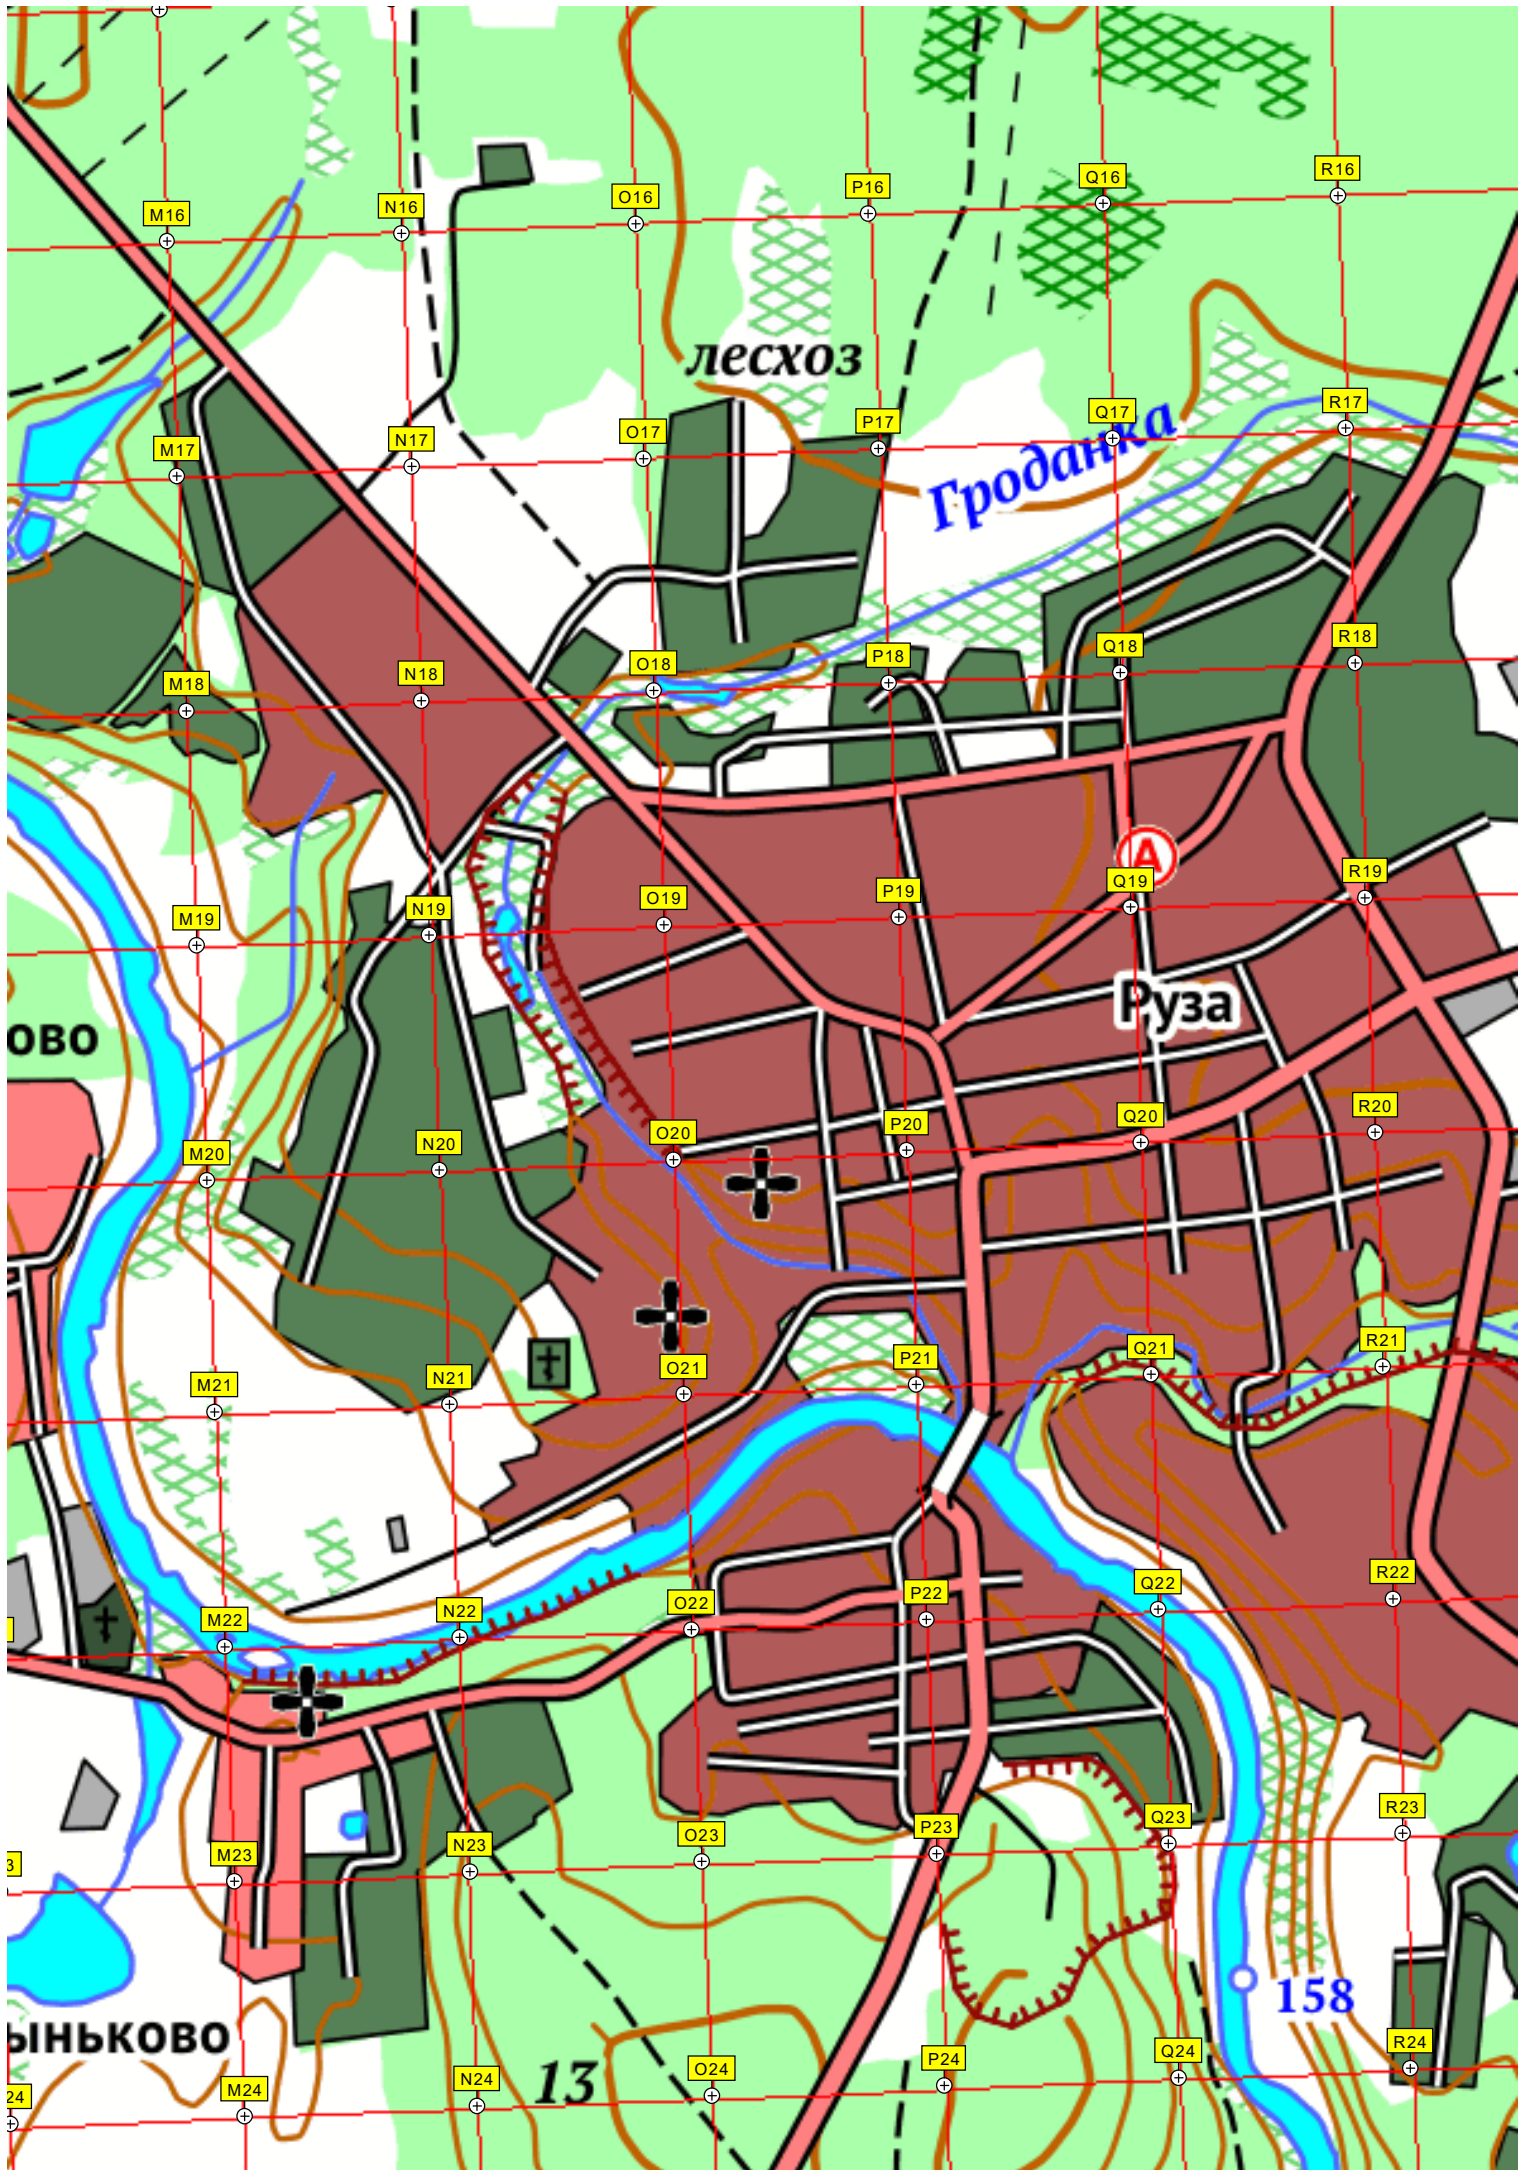 M16 N16 O16 P16 Q16 R16
лесхоз
M17 N17 O17 P17 Q17 R17
Гроданка
M18 N18 O18 P18 Q18 R18
A
M19 N19 O19 P19 Q19 R19
Руза
ово
M20 N20 O20 P20 Q20 R20
M21 N21 O21 P21 Q21 R21
M22 N22 O22 P22 Q22 R22
3 M23 N23 O23 P23 Q23 R23
158
ыньково
13
24 M24 N24 O24 P24 Q24 R24